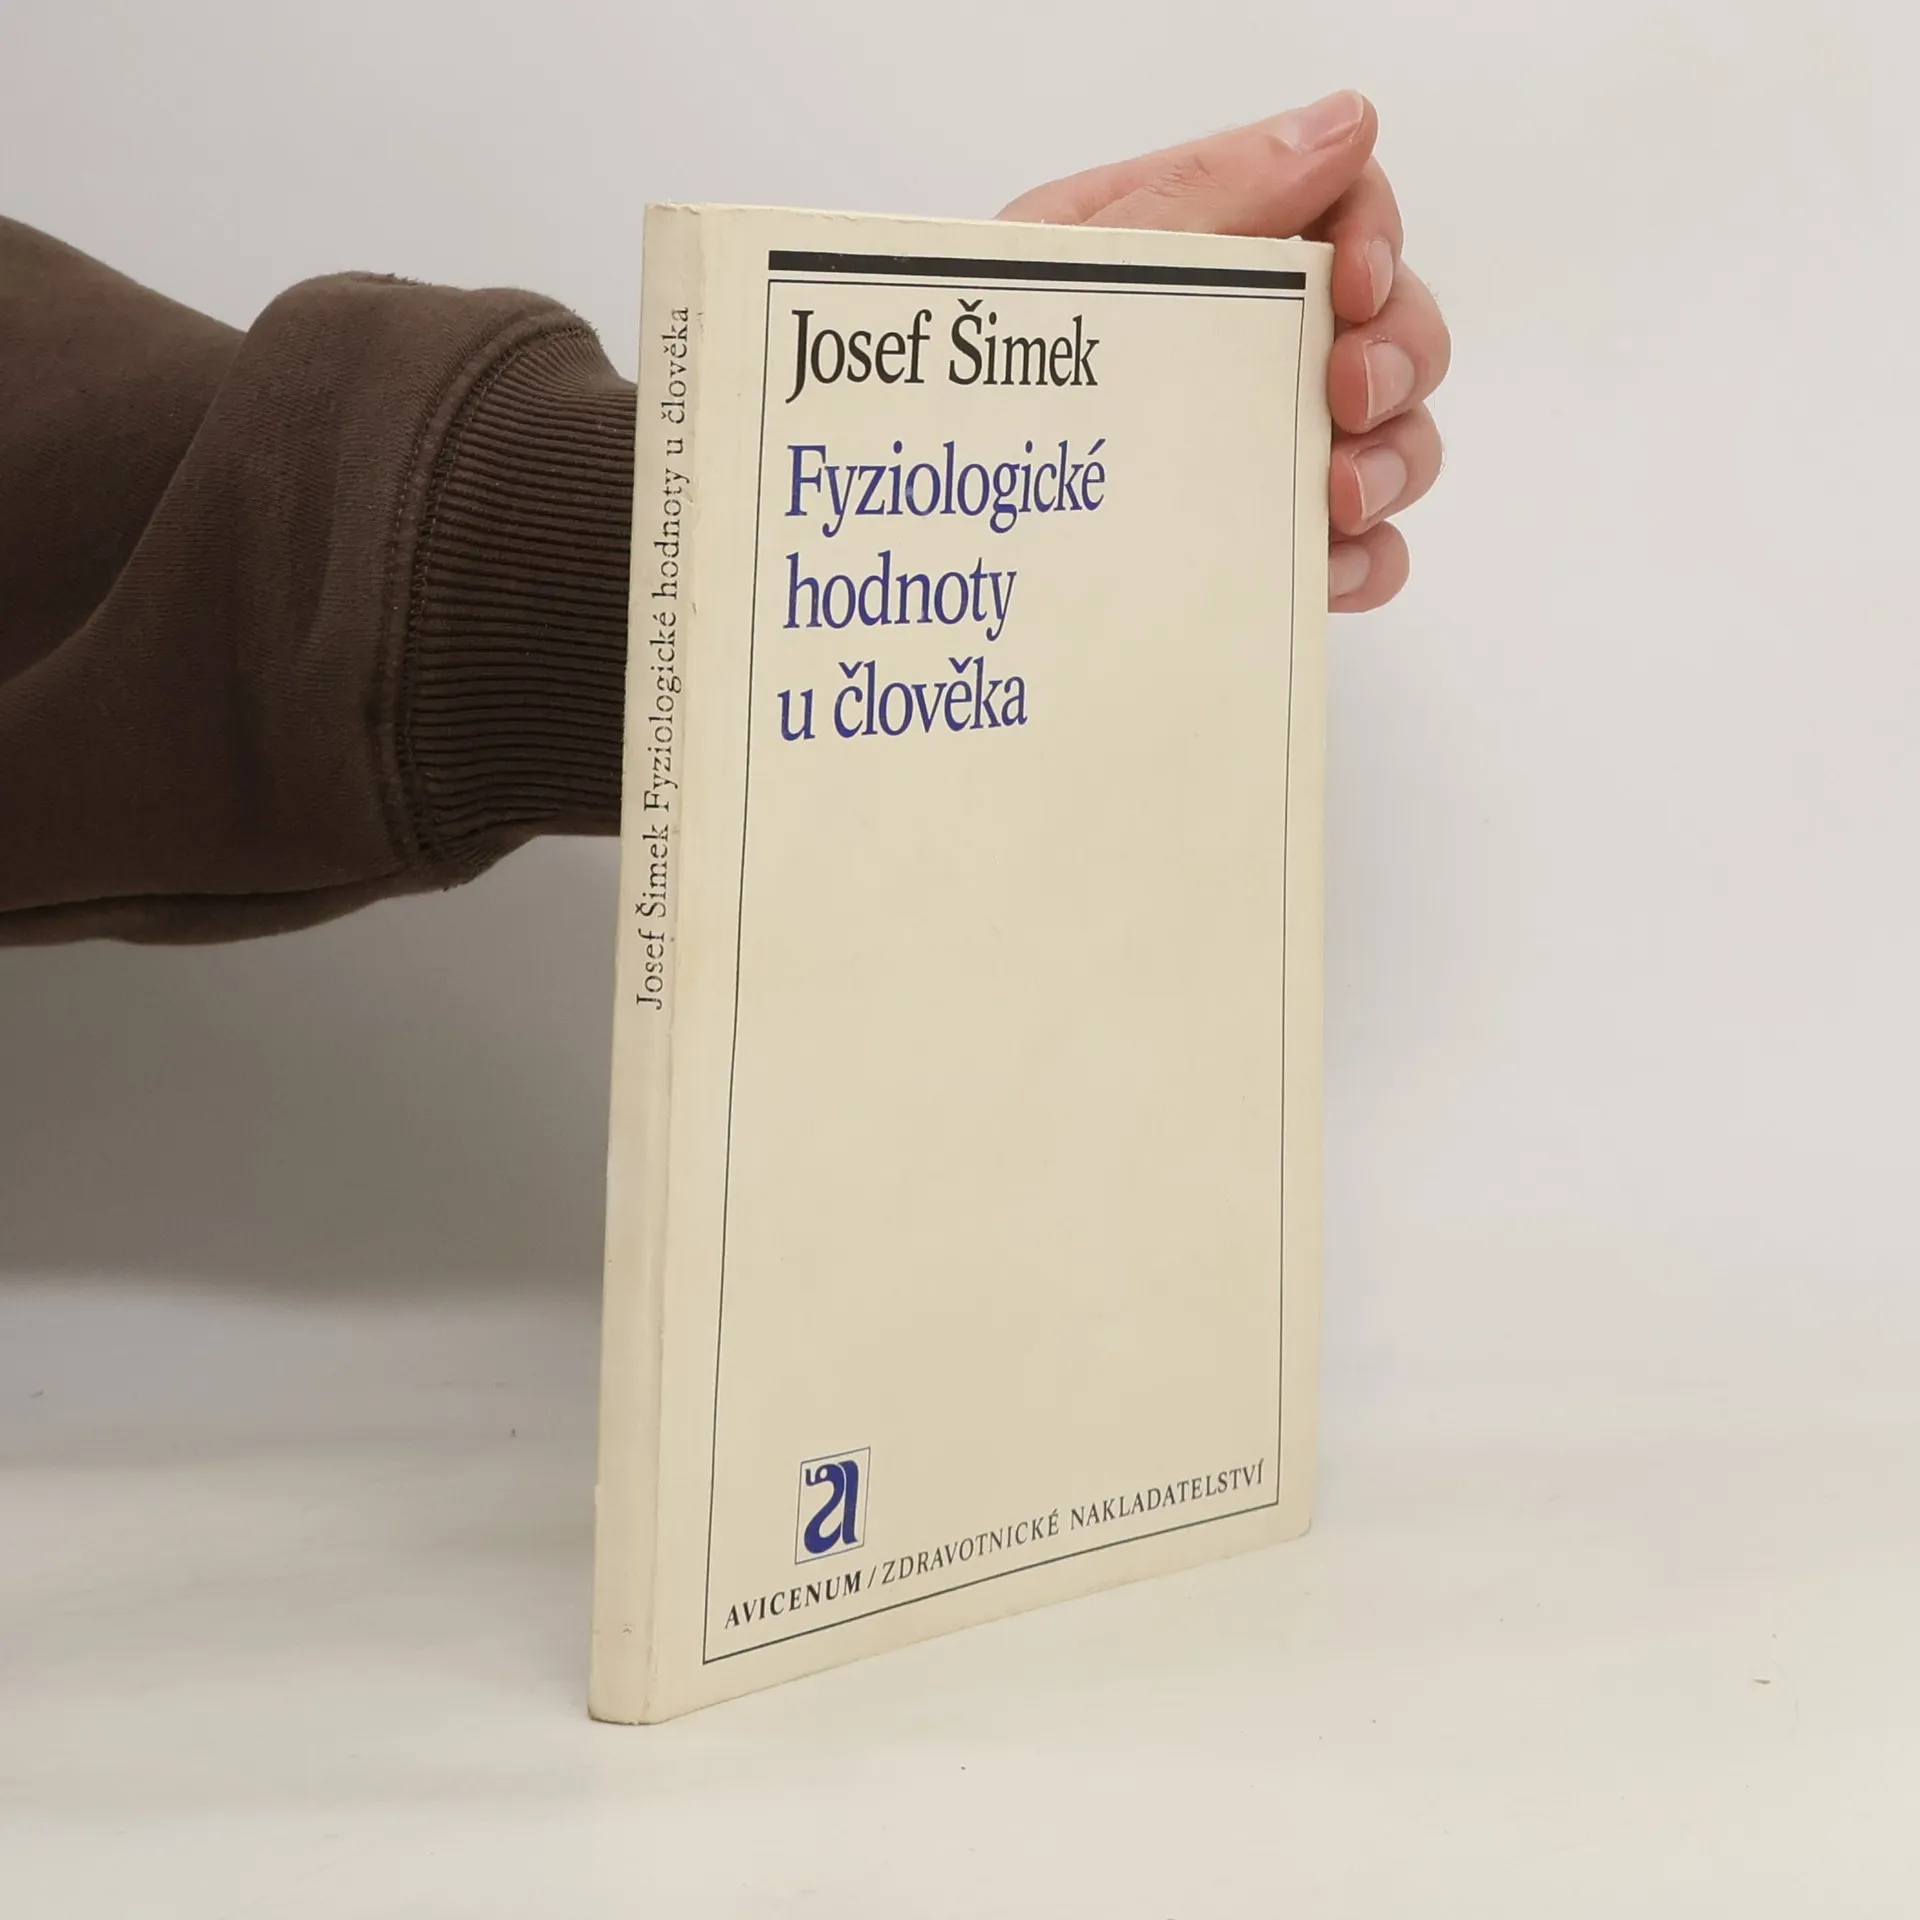 Josef Šimek
Fyziologické
hodnoty
u člověka
AVICENUM / ZDRAVOTNICKÉ NAKLADATELSTVÍ
Josef Šimek Fyziologické hodnoty u člověka